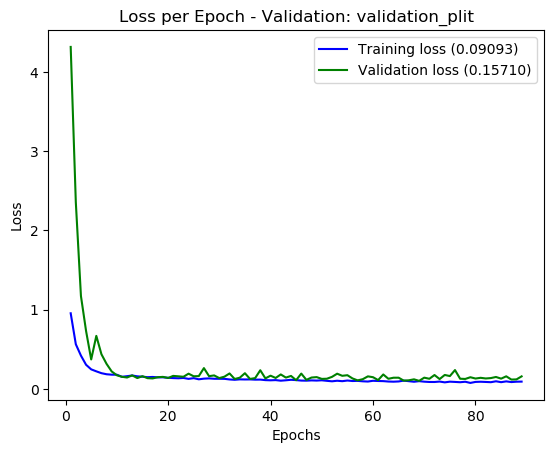 Loss per Epoch - Validation: validation_plit
Training loss (0.09093)
Validation loss (0.15710)
4
3
2
1
0
Loss
0 20 40 60 80
Epochs